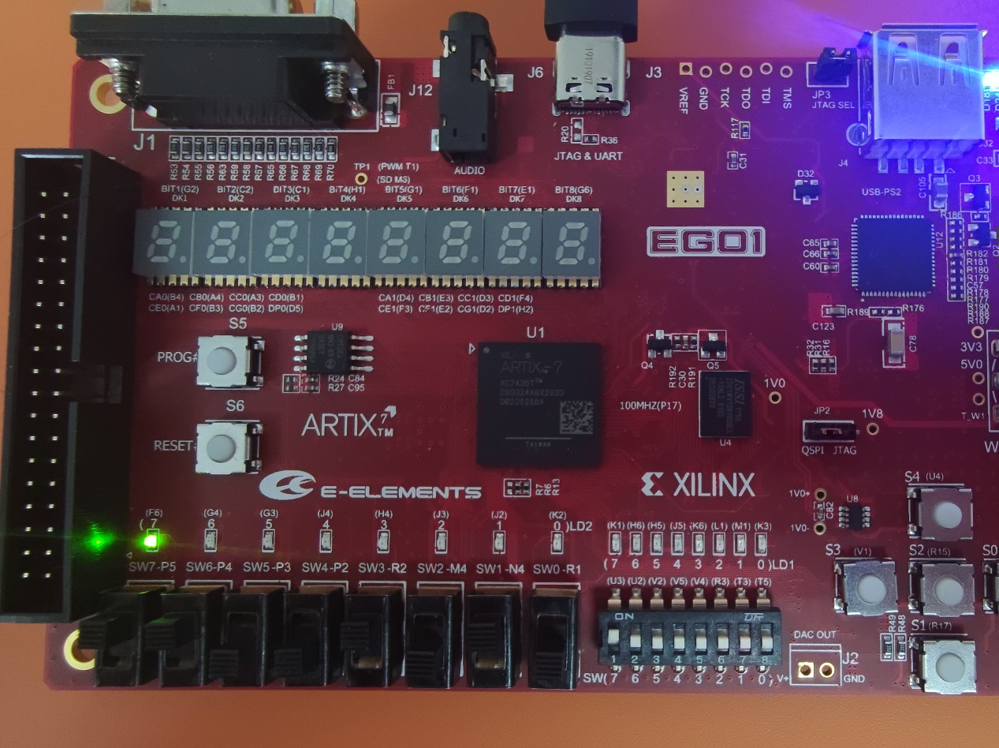 J1
FB1
J12
J6
19101907
J3
VREF
GND
TCK
TDO
TDI
TMS
JP3
JTAG SEL
R20
R36
JTAG & UART
R117
C31
J4
USB-PS2
C105
Q3
D32
R53
R54
R55
R56
R63
R59
R58
R57
R65
R66
R67
R68
R69
R70
TP1
(PWM T1)
(SD M3)
AUDIO
BIT1(G2)
DK1
BIT2(C2)
DK2
BIT3(C1)
DK3
BIT4(H1)
DK4
BIT5(G1)
DK5
BIT6(F1)
DK6
BIT7(E1)
DK7
BIT8(G6)
DK8
EGO1
C65
C66
C60
R186
U12
R182
R181
R180
R179
C57
R178
R177
R190
R188
R187
CA0(B4) CB0(A4) CC0(A3) CD0(B1)
CE0(A1) CF0(B3) CG0(B2) DP0(D5)
CA1(D4) CB1(E3) CC1(D3) CD1(F4)
CE1(F3) CF1(E2) CG1(D2) DP1(H2)
C123
R189
R176
C78
S5
PROG#
U9
R24 C84
R27 C95
U1
ARTIX-7
XC7A35T™
TAIWAN
Q4
R192
C30
R191
Q5
R32
R31
R16
3V3
5V0
T_W1
1V0
100MHZ(P17)
ISSI
U4
JP2
QSPI JTAG
1V8
S6
RESET#
ARTIX 7™
E-ELEMENTS
R7
R6
R13
XILINX
1V0+
1V0-
C82
U8
S4 (U4)
S3 (V1)
S2 (R15)
S0
S1 (R17)
(F6) (G4) (G3) (J4) (H4) (J3) (J2) (K2)
( 7 6 5 4 3 2 1 0 )LD2
(K1) (H6) (H5) (J5) (K6) (L1) (M1) (K3)
( 7 6 5 4 3 2 1 0 )LD1
SW7-P5 SW6-P4 SW5-P3 SW4-P2 SW3-R2 SW2-M4 SW1-N4 SW0-R1
(U3) (U2) (V2) (V5) (V4) (R3) (T3) (T5)
ON
1 2 3 4 5 6 7 8
SW( 7 6 5 4 3 2 1 0 )
R49
R48
DAC OUT
J2
V+
GND